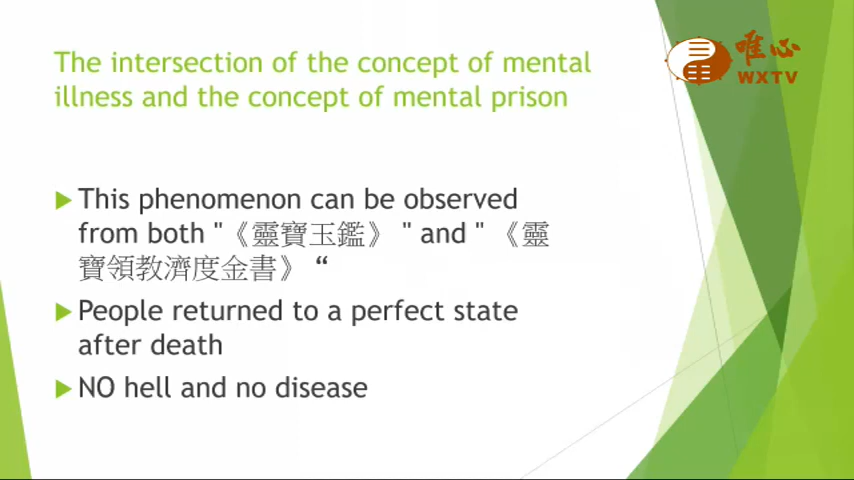 The intersection of the concept of mental
illness and the concept of mental prison
唯心
WXTV
This phenomenon can be observed
from both "《靈寶玉鑑》 " and " 《靈
寶領教濟度金書》 “
People returned to a perfect state
after death
NO hell and no disease